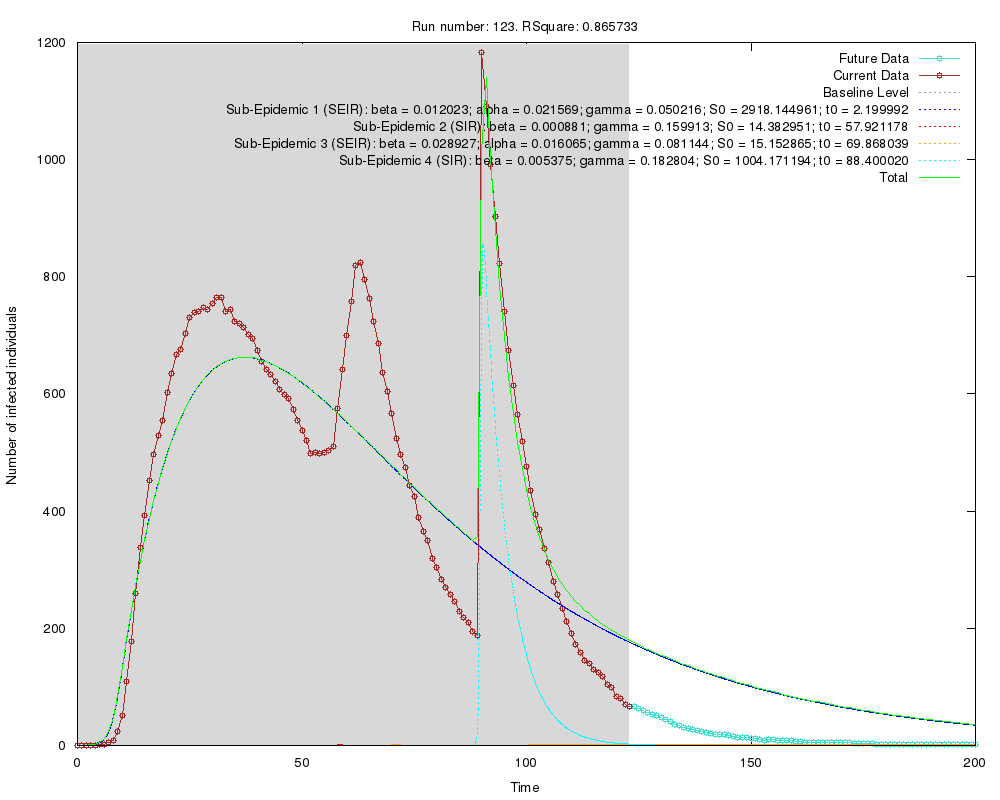 Run number: 123. RSquare: 0.865733
1200
1000
800
600
400
200
0
Number of infected individuals
Future Data
Current Data
Baseline Level
Sub-Epidemic 1 (SEIR): beta = 0.012023; alpha = 0.021569; gamma = 0.050216; S0 = 2918.144961; t0 = 2.199992
Sub-Epidemic 2 (SIR): beta = 0.000881; gamma = 0.159913; S0 = 14.382951; t0 = 57.921178
Sub-Epidemic 3 (SEIR): beta = 0.028927; alpha = 0.016065; gamma = 0.081144; S0 = 15.152865; t0 = 69.868039
Sub-Epidemic 4 (SIR): beta = 0.005375; gamma = 0.182804; S0 = 1004.171194; t0 = 88.400020
Total
0 50 100 150 200
Time